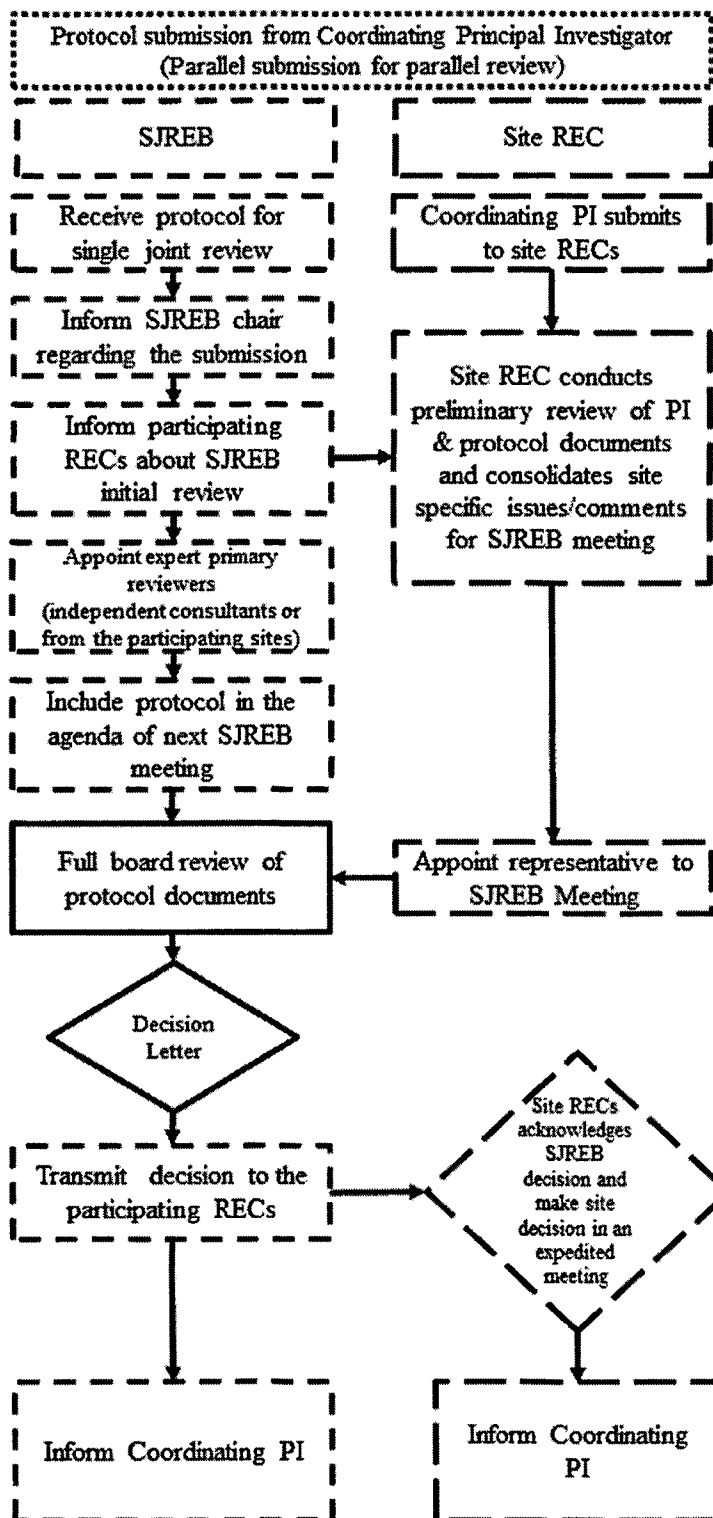 Protocol submission from Coordinating Principal Investigator
(Parallel submission for parallel review)
SJREB
Site REC
Receive protocol for
single joint review
Coordinating PI submits
to site RECs
Inform SJREB chair
regarding the submission
Inform participating
RECs about SJREB
initial review
Site REC conducts
preliminary review of PI
& protocol documents
and consolidates site
specific issues/comments
for SJREB meeting
Appoint expert primary
reviewers
(independent consultants or
from the participating sites)
Include protocol in the
agenda of next SJREB
meeting
Full board review of
protocol documents
Appoint representative to
SJREB Meeting
Decision
Letter
Transmit decision to the
participating RECs
Site RECs
acknowledges
SJREB
decision and
make site
decision in an
expedited
meeting
Inform Coordinating PI
Inform Coordinating
PI